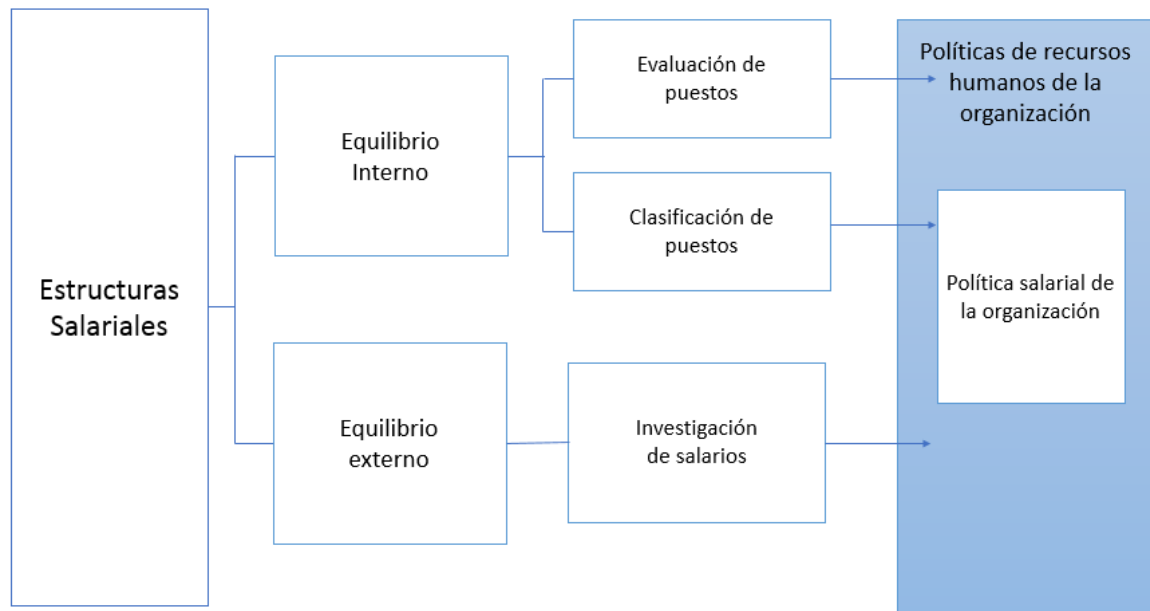 Estructuras
Salariales
Equilibrio
Interno
Equilibrio
externo
Evaluación de
puestos
Clasificación de
puestos
Investigación
de salarios
Políticas de recursos
humanos de la
organización
Política salarial de
la organización